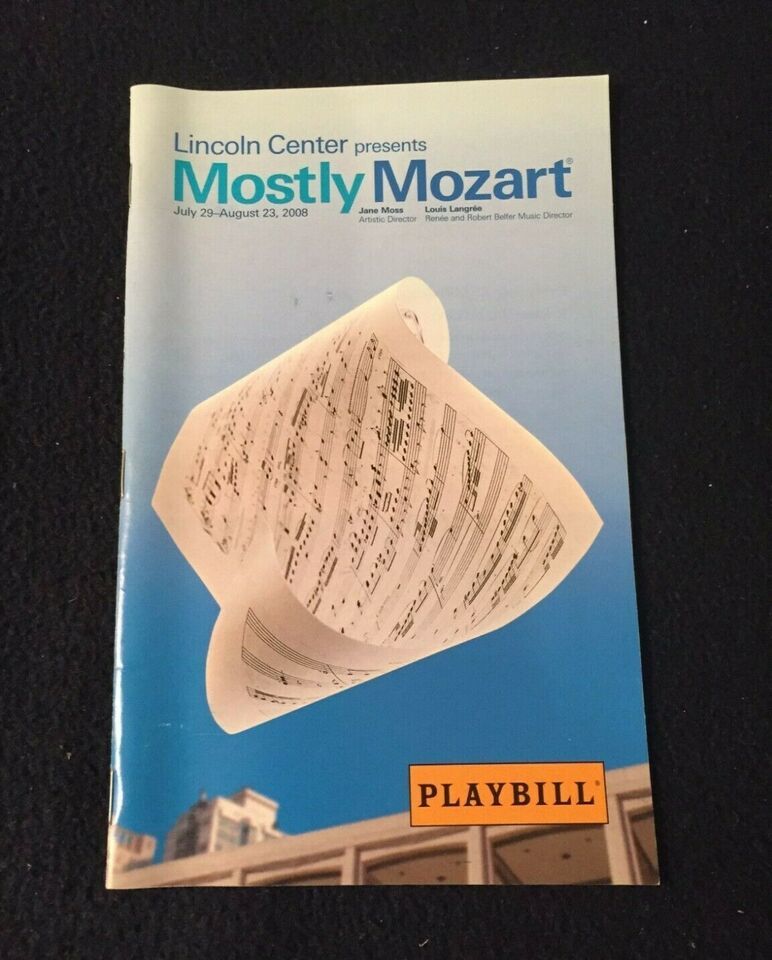 Lincoln Center presents
Mostly Mozart®
July 29–August 23, 2008
Jane Moss
Artistic Director
Louis Langrée
Renée and Robert Belfer Music Director
PLAYBILL®